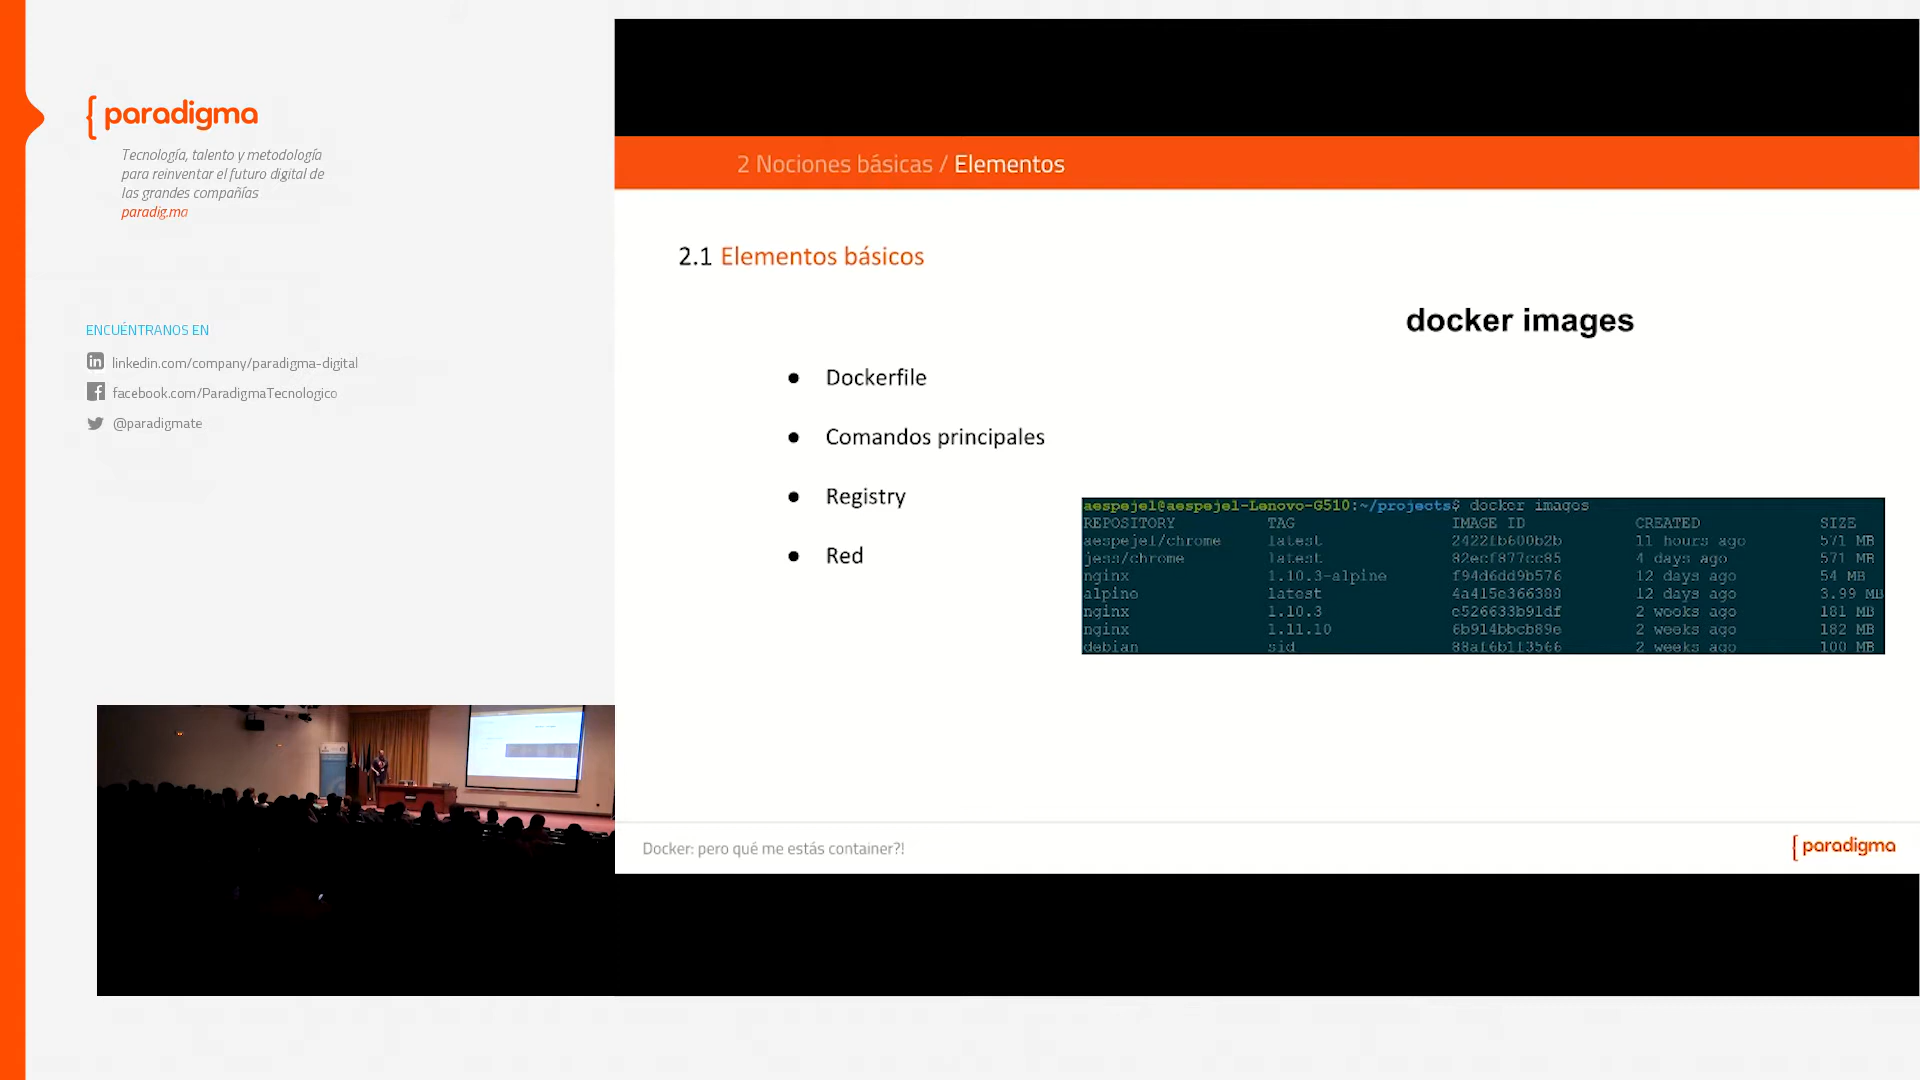 { paradigma
Tecnología, talento y metodología
para reinventar el futuro digital de
las grandes compañías
paradig.ma
ENCUÉNTRANOS EN
linkedin.com/company/paradigma-digital
facebook.com/ParadigmaTecnologico
@paradigmate
2 Nociones básicas / Elementos
2.1 Elementos básicos
docker images
● Dockerfile
● Comandos principales
● Registry
● Red
aespejel@aespejel-Lenovo-G510:~/projects$ docker images
REPOSITORY TAG IMAGE ID CREATED SIZE
aespejel/chrome latest 2422fb600b2b 11 hours ago 571 MB
jess/chrome latest 82ecf877cc85 4 days ago 571 MB
nginx 1.10.3-alpine f94d6dd9b576 12 days ago 54 MB
alpine latest 4a415e366388 12 days ago 3.99 MB
nginx 1.10.3 e526633b91df 2 weeks ago 181 MB
nginx 1.11.10 6b914bbcb89e 2 weeks ago 182 MB
debian sid 88af6b1f3566 2 weeks ago 100 MB
Docker: pero qué me estás container?!
{ paradigma